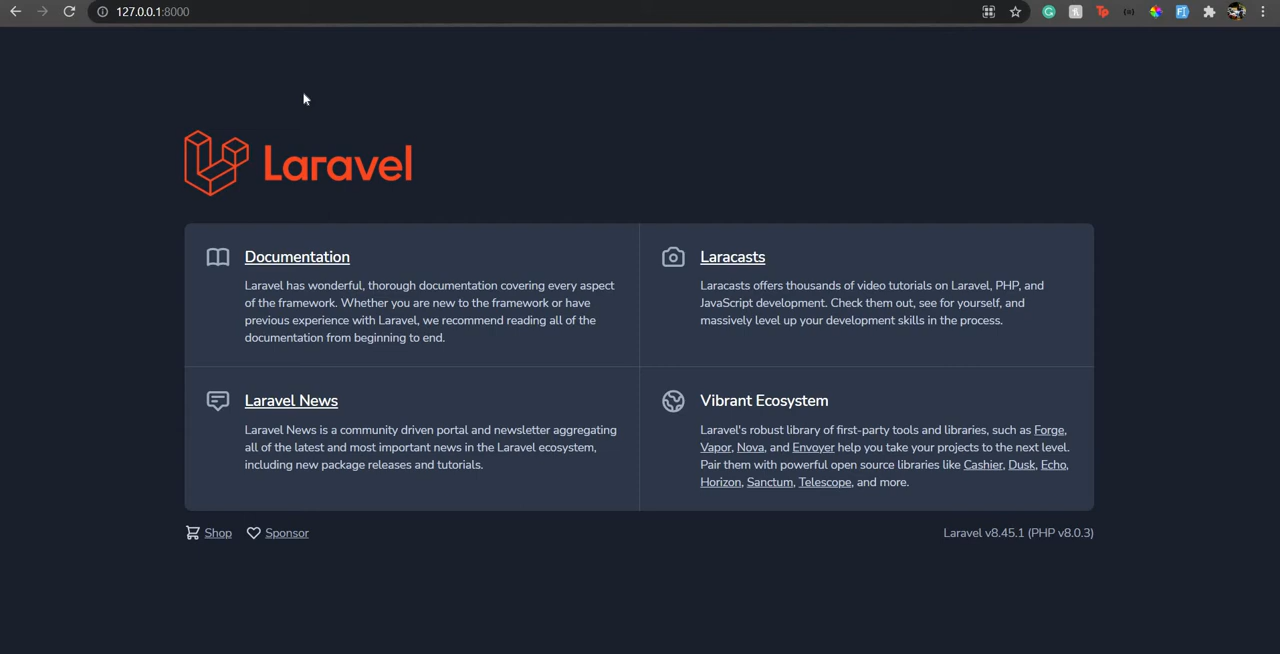 127.0.0.1:8000
Laravel
Documentation
Laravel has wonderful, thorough documentation covering every aspect
of the framework. Whether you are new to the framework or have
previous experience with Laravel, we recommend reading all of the
documentation from beginning to end.
Laracasts
Laracasts offers thousands of video tutorials on Laravel, PHP, and
JavaScript development. Check them out, see for yourself, and
massively level up your development skills in the process.
Laravel News
Laravel News is a community driven portal and newsletter aggregating
all of the latest and most important news in the Laravel ecosystem,
including new package releases and tutorials.
Vibrant Ecosystem
Laravel's robust library of first-party tools and libraries, such as Forge,
Vapor, Nova, and Envoyer help you take your projects to the next level.
Pair them with powerful open source libraries like Cashier, Dusk, Echo,
Horizon, Sanctum, Telescope, and more.
Shop
Sponsor
Laravel v8.45.1 (PHP v8.0.3)